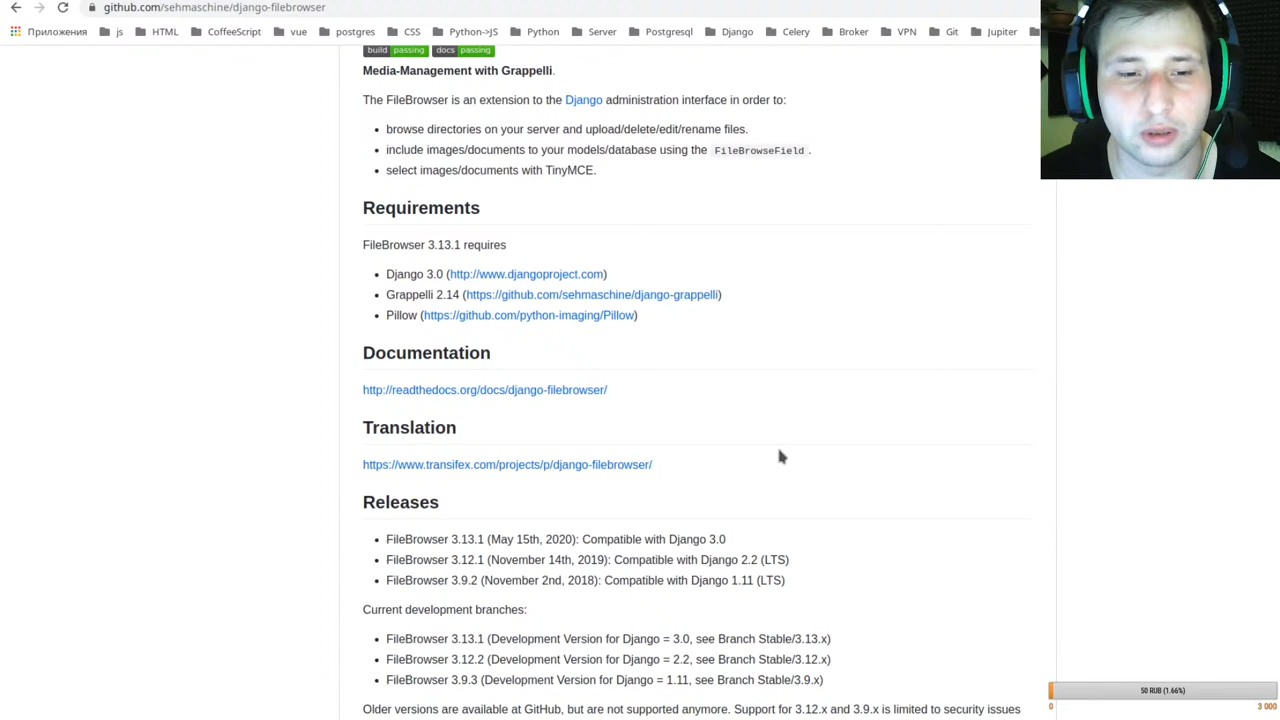 github.com/sehmaschine/django-filebrowser
Приложения js HTML CoffeeScript vue postgres CSS Python->JS Python Server Postgresql Django Celery Broker VPN Git Jupiter
build passing docs passing
Media-Management with Grappelli.
The FileBrowser is an extension to the Django administration interface in order to:
• browse directories on your server and upload/delete/edit/rename files.
• include images/documents to your models/database using the FileBrowseField.
• select images/documents with TinyMCE.
Requirements
FileBrowser 3.13.1 requires
• Django 3.0 (http://www.djangoproject.com)
• Grappelli 2.14 (https://github.com/sehmaschine/django-grappelli)
• Pillow (https://github.com/python-imaging/Pillow)
Documentation
http://readthedocs.org/docs/django-filebrowser/
Translation
https://www.transifex.com/projects/p/django-filebrowser/
Releases
• FileBrowser 3.13.1 (May 15th, 2020): Compatible with Django 3.0
• FileBrowser 3.12.1 (November 14th, 2019): Compatible with Django 2.2 (LTS)
• FileBrowser 3.9.2 (November 2nd, 2018): Compatible with Django 1.11 (LTS)
Current development branches:
• FileBrowser 3.13.1 (Development Version for Django = 3.0, see Branch Stable/3.13.x)
• FileBrowser 3.12.2 (Development Version for Django = 2.2, see Branch Stable/3.12.x)
• FileBrowser 3.9.3 (Development Version for Django = 1.11, see Branch Stable/3.9.x)
Older versions are available at GitHub, but are not supported anymore. Support for 3.12.x and 3.9.x is limited to security issues
50 RUB (1.66%)
0 3 000